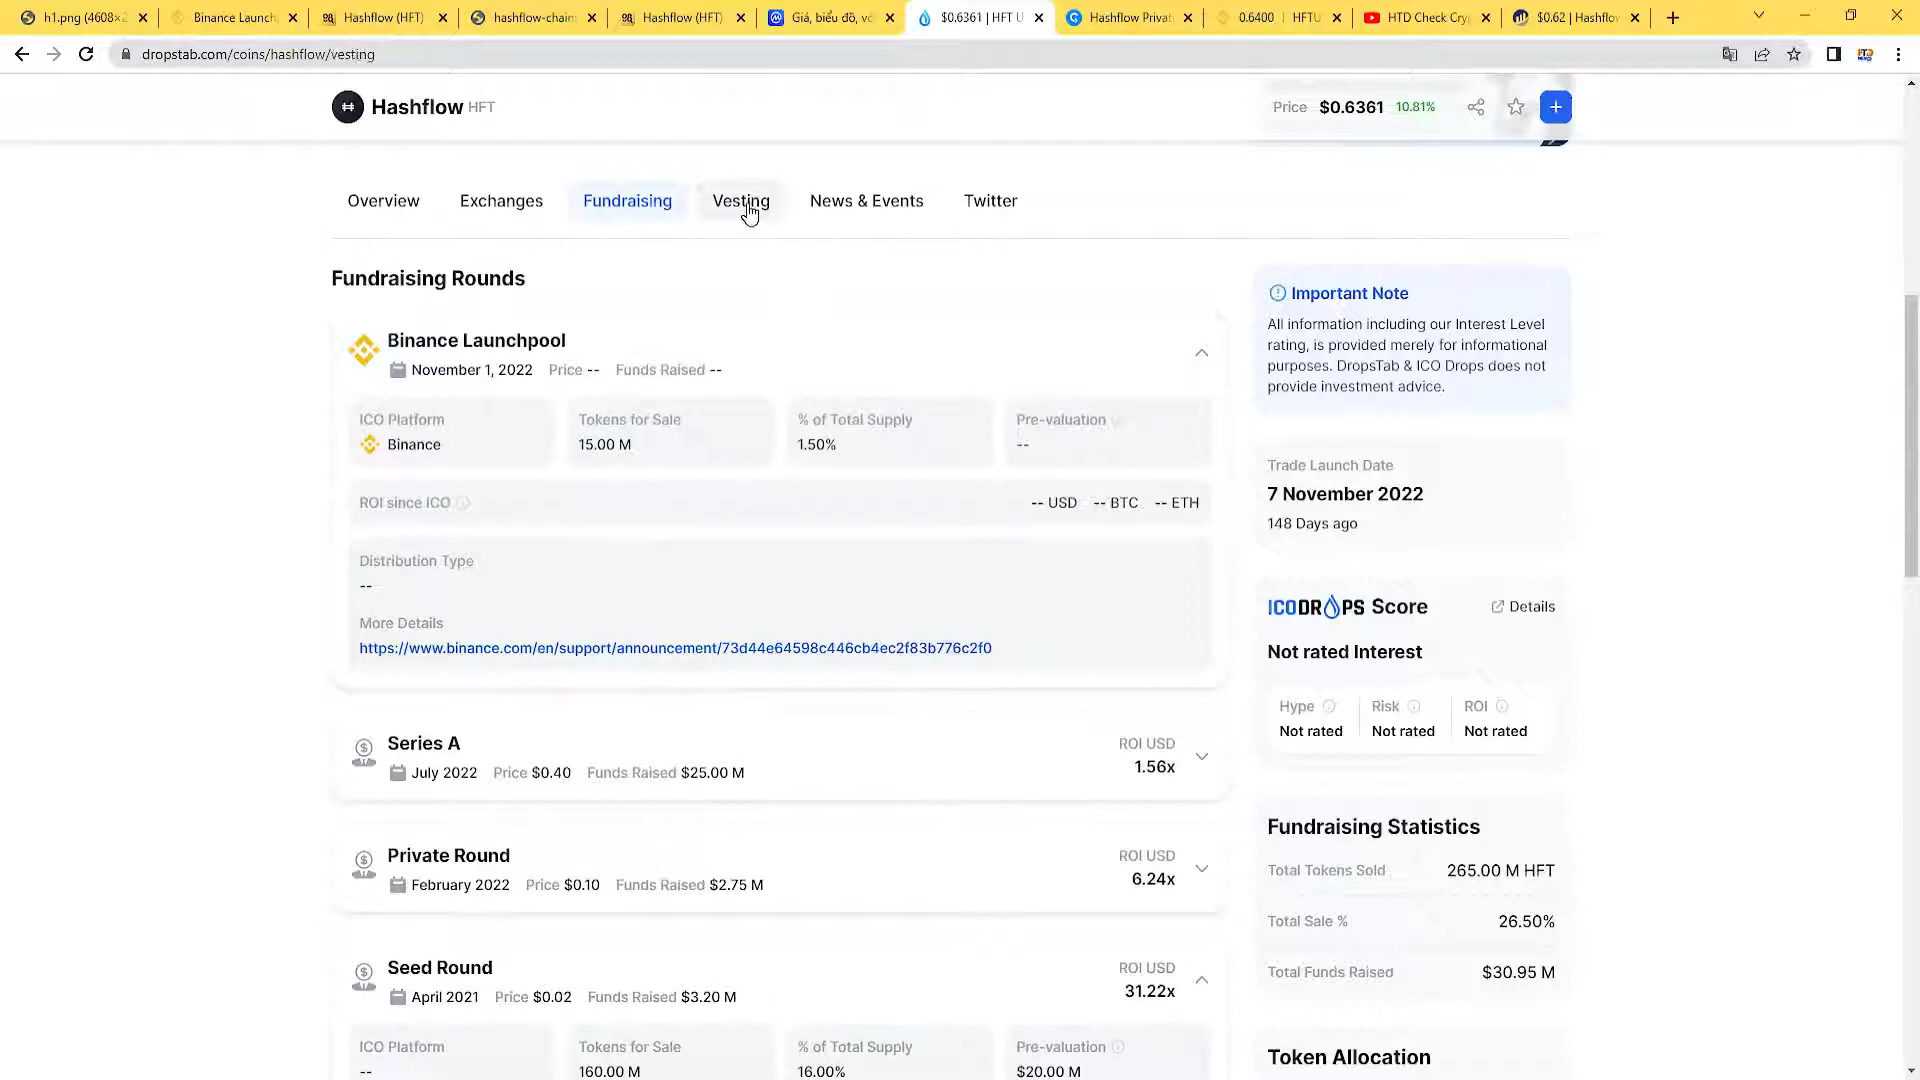 h1.png (4608×2
Binance Launch
Hashflow (HFT)
hashflow-chain
Hashflow (HFT)
Giá, biểu đồ, vố
$0.6361 | HFT U
Hashflow Privat
0.6400 | HFTU
HTD Check Cry
$0.62 | Hashflow
dropstab.com/coins/hashflow/vesting
Hashflow HFT
Price $0.6361 10.81%
Overview Exchanges Fundraising Vesting News & Events Twitter
Fundraising Rounds
Binance Launchpool
November 1, 2022 Price -- Funds Raised --
ICO Platform
Binance
Tokens for Sale
15.00 M
% of Total Supply
1.50%
Pre-valuation
--
ROI since ICO
-- USD -- BTC -- ETH
Distribution Type
--
More Details
https://www.binance.com/en/support/announcement/73d44e64598c446cb4ec2f83b776c2f0
Series A
July 2022 Price $0.40 Funds Raised $25.00 M
ROI USD
1.56x
Private Round
February 2022 Price $0.10 Funds Raised $2.75 M
ROI USD
6.24x
Seed Round
April 2021 Price $0.02 Funds Raised $3.20 M
ROI USD
31.22x
ICO Platform
--
Tokens for Sale
160.00 M
% of Total Supply
16.00%
Pre-valuation
$20.00 M
Important Note
All information including our Interest Level
rating, is provided merely for informational
purposes. DropsTab & ICO Drops does not
provide investment advice.
Trade Launch Date
7 November 2022
148 Days ago
ICODROPS Score
Details
Not rated Interest
Hype
Not rated
Risk
Not rated
ROI
Not rated
Fundraising Statistics
Total Tokens Sold 265.00 M HFT
Total Sale % 26.50%
Total Funds Raised $30.95 M
Token Allocation